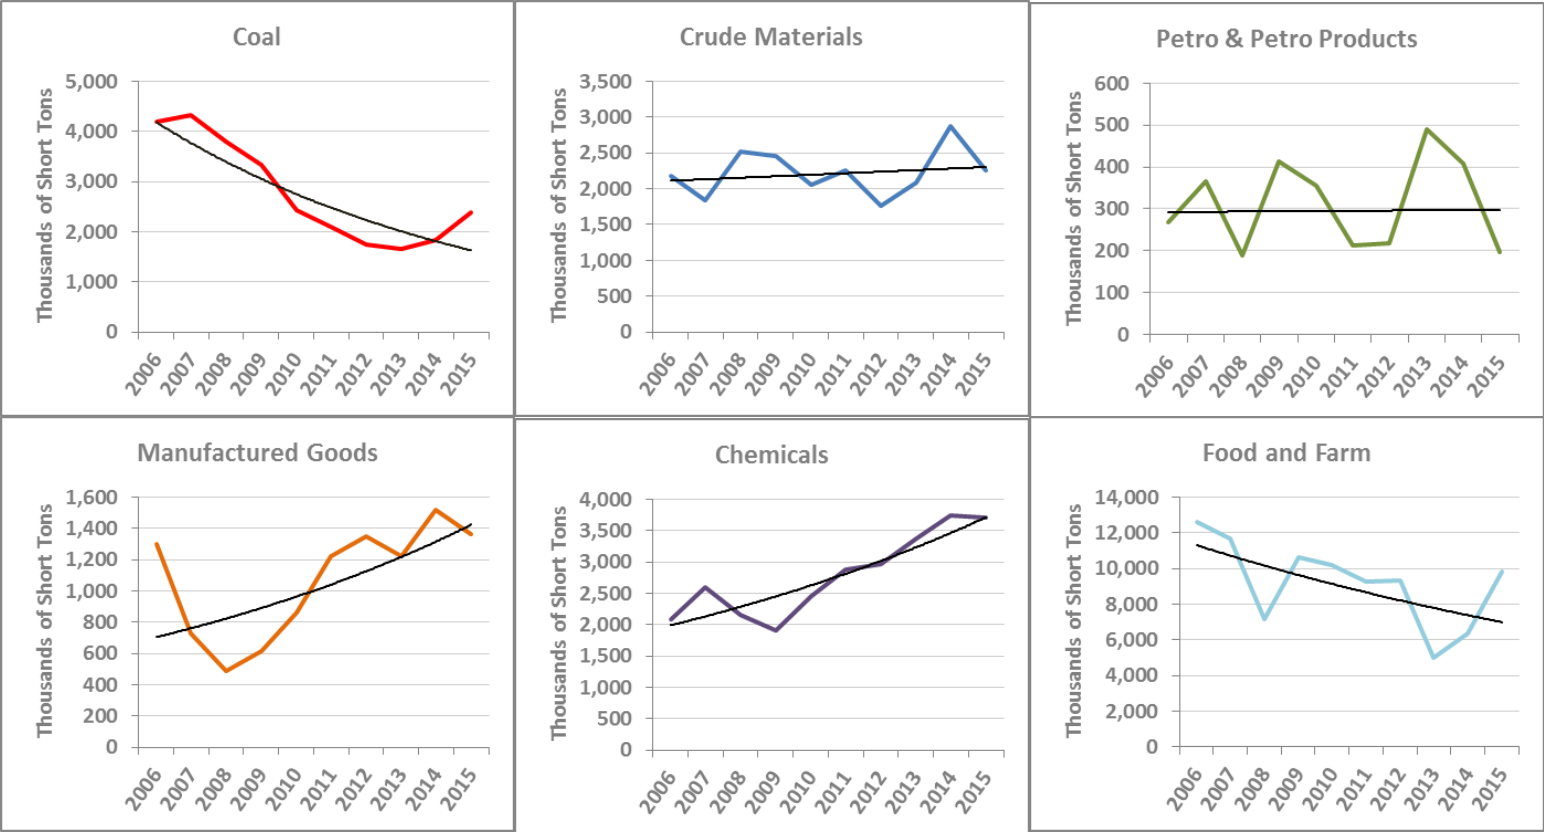 Coal
Thousands of Short Tons
5,000
4,000
3,000
2,000
1,000
0
2006 2007 2008 2009 2010 2011 2012 2013 2014 2015
Crude Materials
Thousands of Short Tons
3,500
3,000
2,500
2,000
1,500
1,000
500
0
2006 2007 2008 2009 2010 2011 2012 2013 2014 2015
Petro & Petro Products
Thousands of Short Tons
600
500
400
300
200
100
0
2006 2007 2008 2009 2010 2011 2012 2013 2014 2015
Manufactured Goods
Thousands of Short Tons
1,600
1,400
1,200
1,000
800
600
400
200
0
2006 2007 2008 2009 2010 2011 2012 2013 2014 2015
Chemicals
Thousands of Short Tons
4,000
3,500
3,000
2,500
2,000
1,500
1,000
500
0
2006 2007 2008 2009 2010 2011 2012 2013 2014 2015
Food and Farm
Thousands of Short Tons
14,000
12,000
10,000
8,000
6,000
4,000
2,000
0
2006 2007 2008 2009 2010 2011 2012 2013 2014 2015